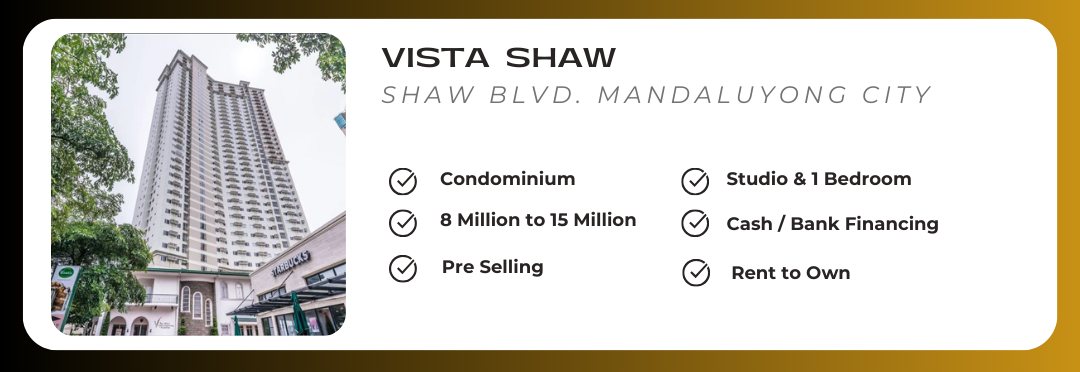 VISTA SHAW
SHAW BLVD. MANDALUYONG CITY
Condominium
Studio & 1 Bedroom
8 Million to 15 Million
Cash / Bank Financing
Pre Selling
Rent to Own
STARBUCKS